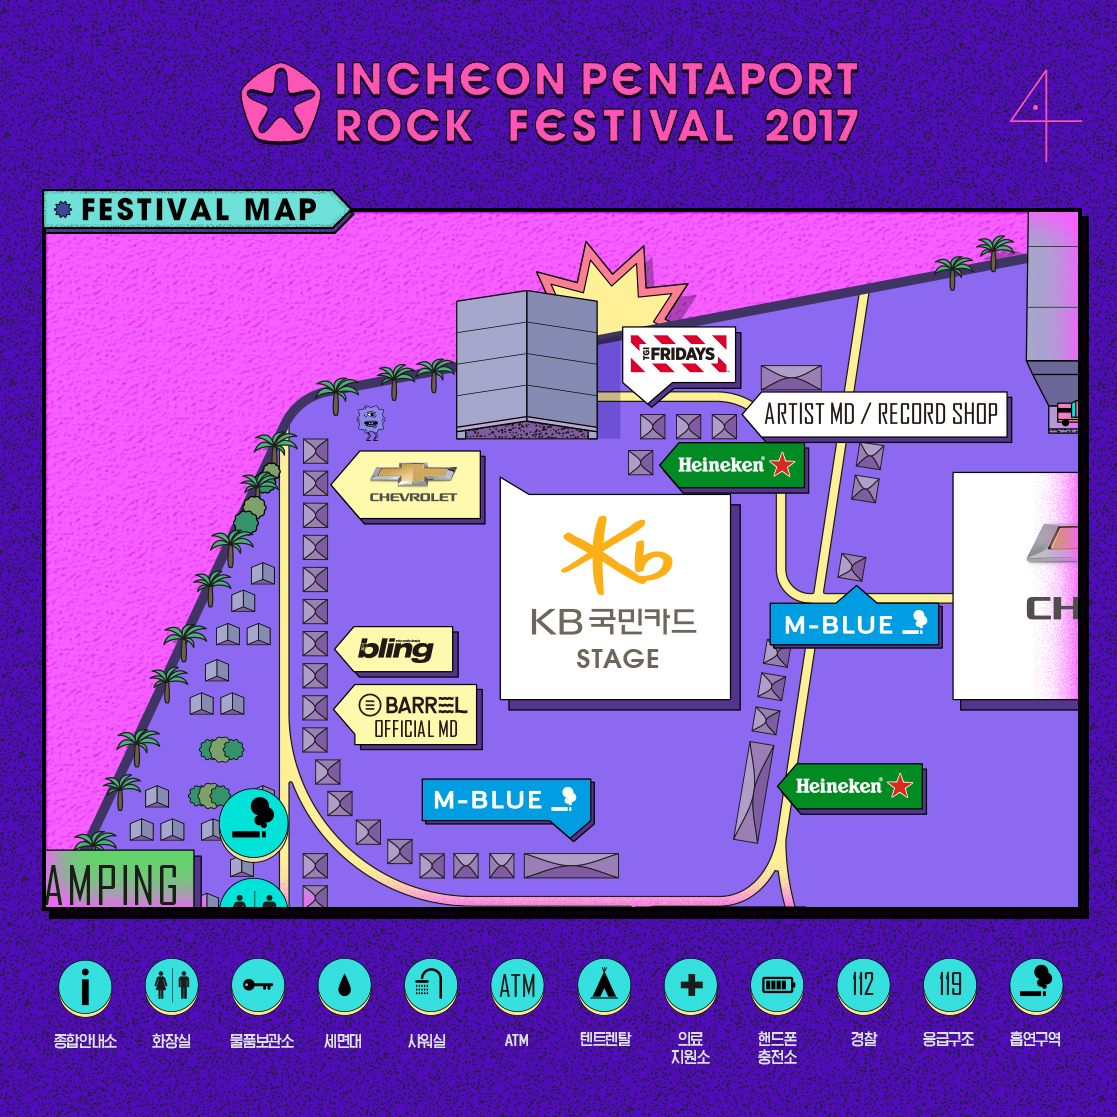 INCHEON PENTAPORT
ROCK FESTIVAL 2017
4
FESTIVAL MAP
TGI FRIDAYS
ARTIST MD / RECORD SHOP
Heineken
CHEVROLET
KB 국민카드
STAGE
CH
M-BLUE
bling
BARREL
OFFICIAL MD
M-BLUE
Heineken
AMPING
ATM
112
119
종합안내소
화장실
물품보관소
세면대
샤워실
ATM
텐트렌탈
의료
지원소
핸드폰
충전소
경찰
응급구조
흡연구역